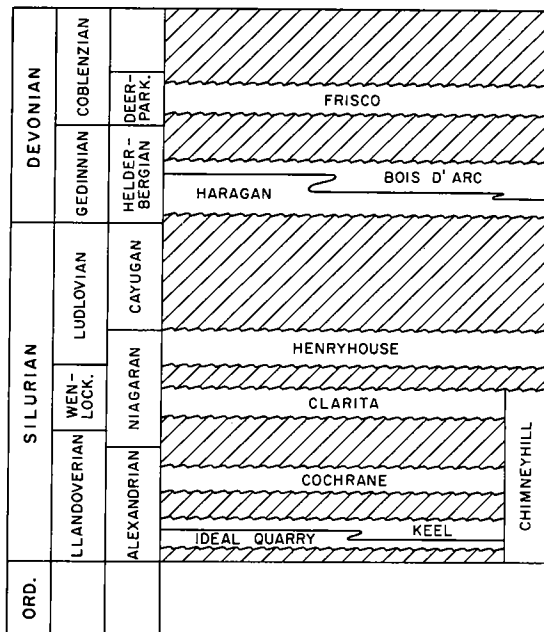 DEVONIAN
SILURIAN
ORD.
COBLENZIAN
GEDINNIAN
LUDLOVIAN
WEN-
LOCK.
LLANDOVERIAN
DEER-
PARK.
HELDER-
BERGIAN
CAYUGAN
NIAGARAN
ALEXANDRIAN
FRISCO
BOIS D' ARC
HARAGAN
HENRYHOUSE
CLARITA
COCHRANE
KEEL
IDEAL QUARRY
CHIMNEYHILL